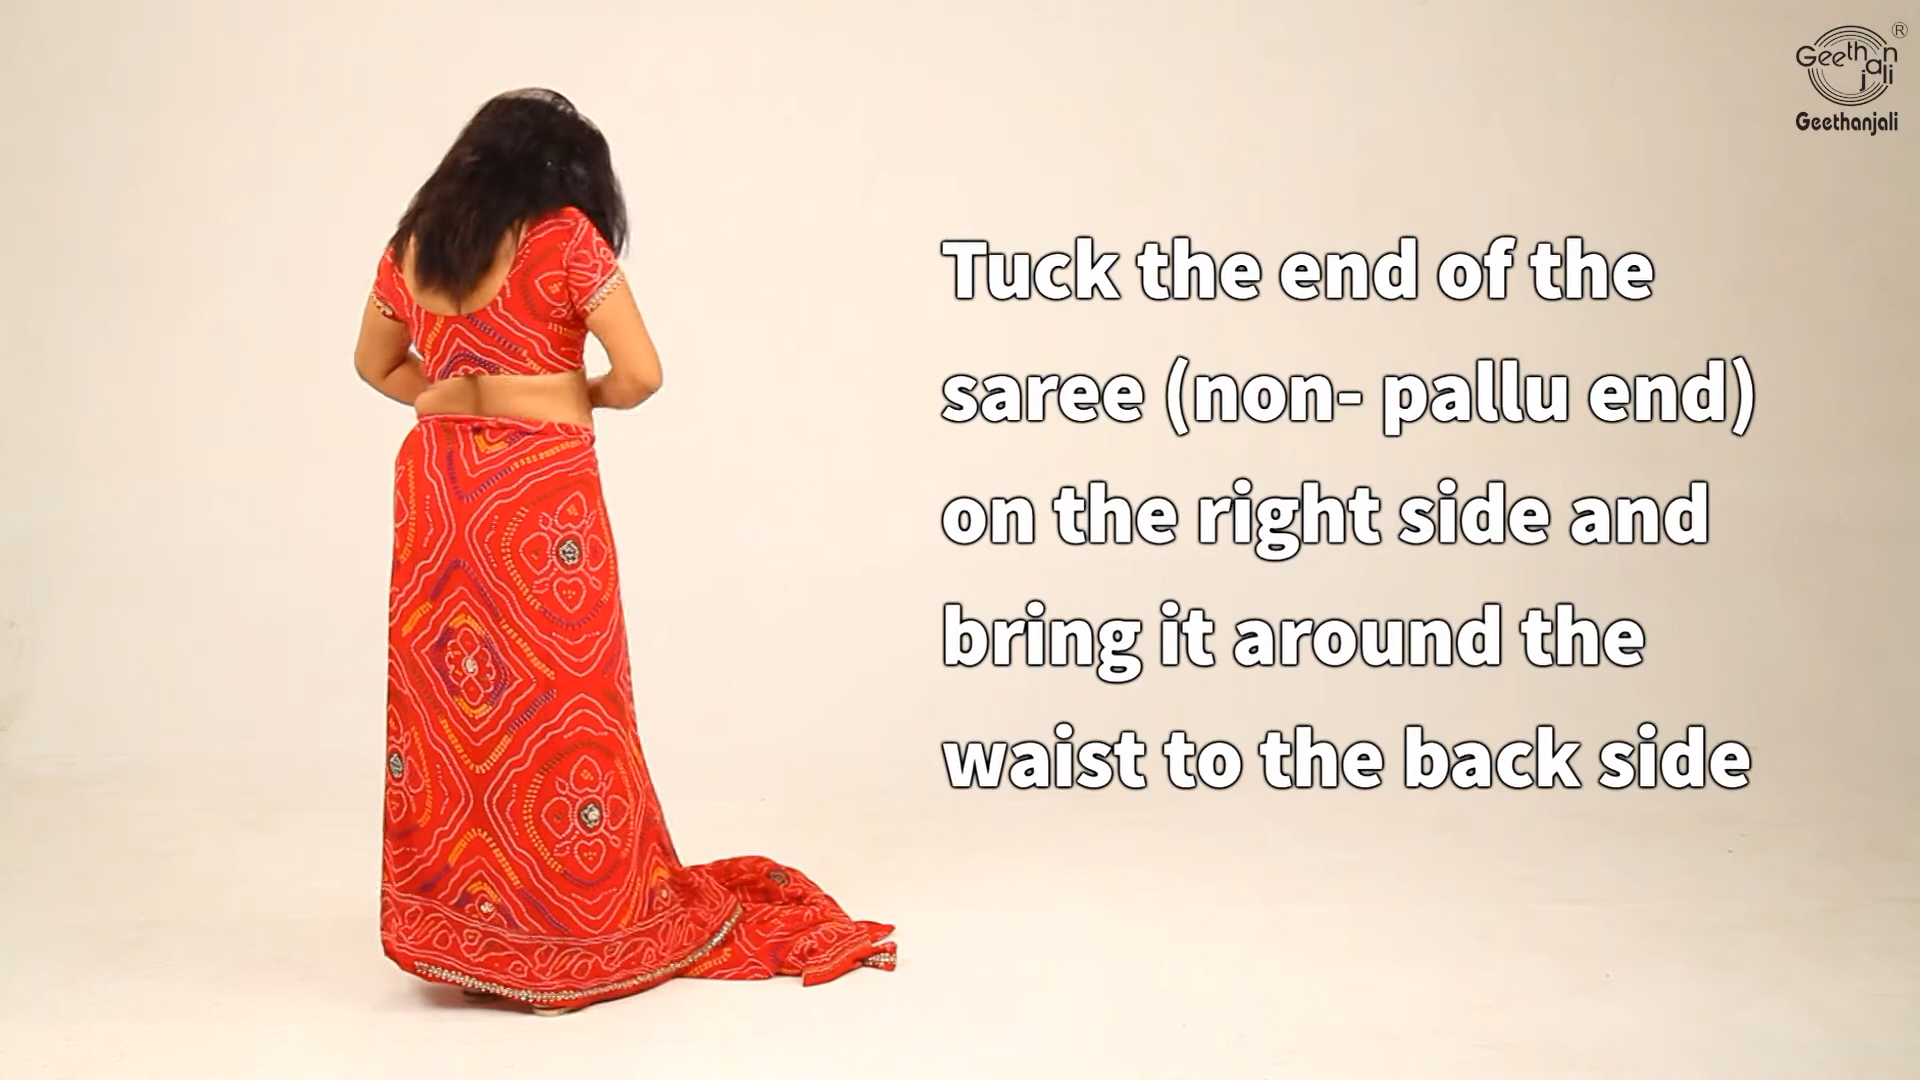 Geethanjali
®
Geethanjali
Tuck the end of the
saree (non- pallu end)
on the right side and
bring it around the
waist to the back side